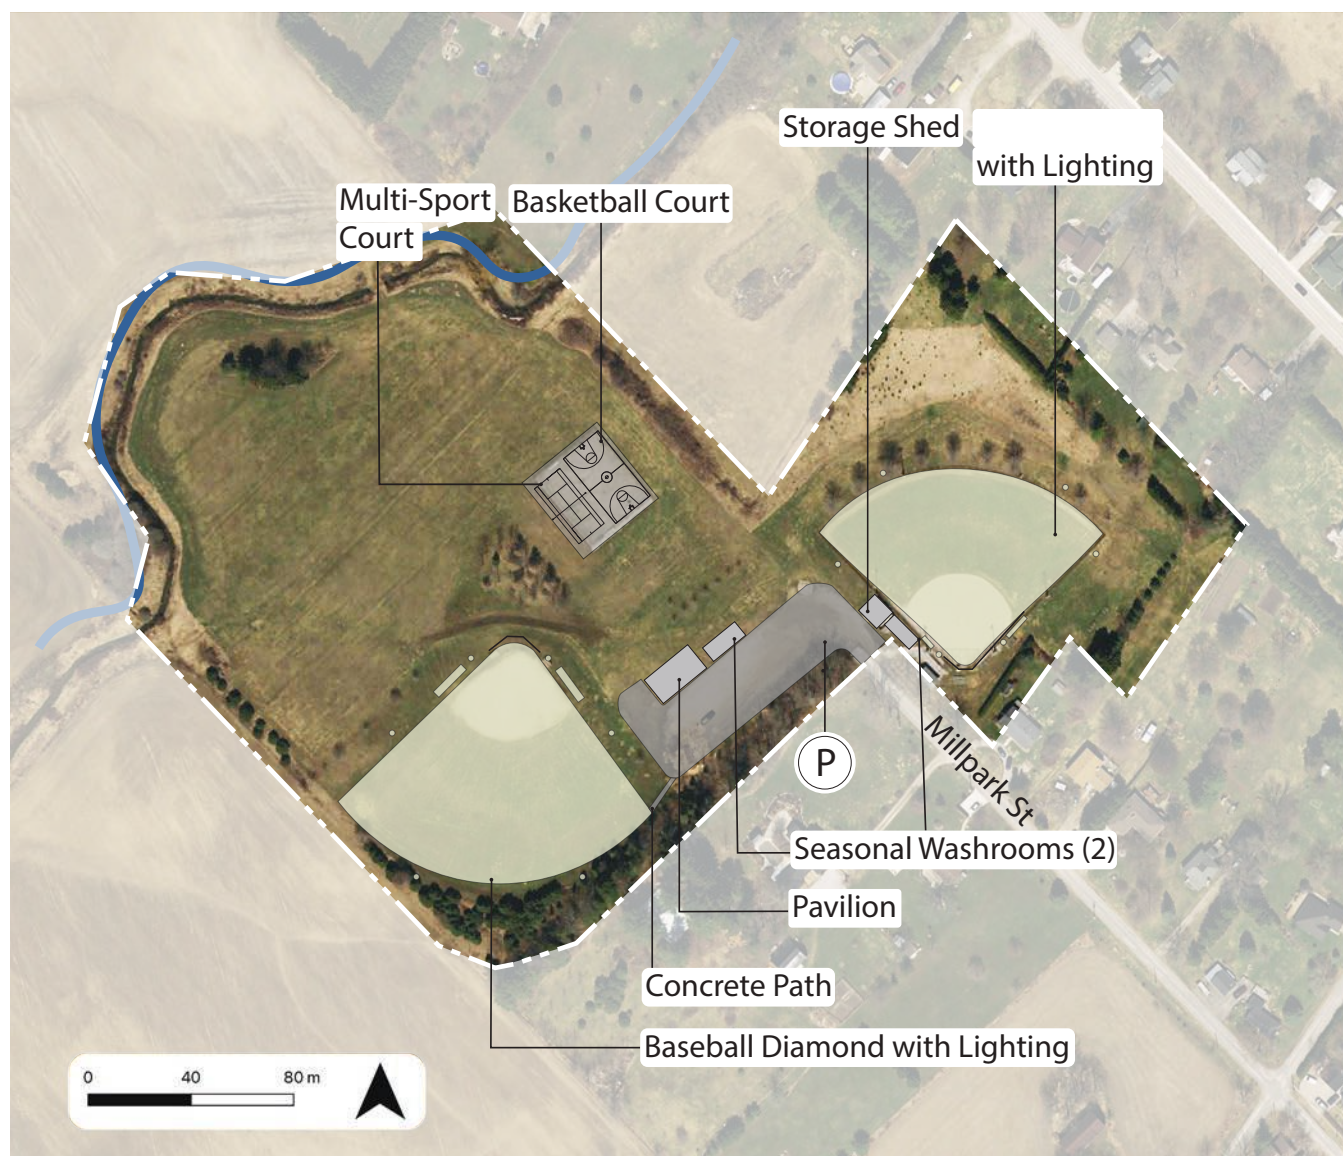 Storage Shed
with Lighting
Multi-Sport
Court
Basketball Court
Millpark St
P
Seasonal Washrooms (2)
Pavilion
Concrete Path
Baseball Diamond with Lighting
0 40 80 m